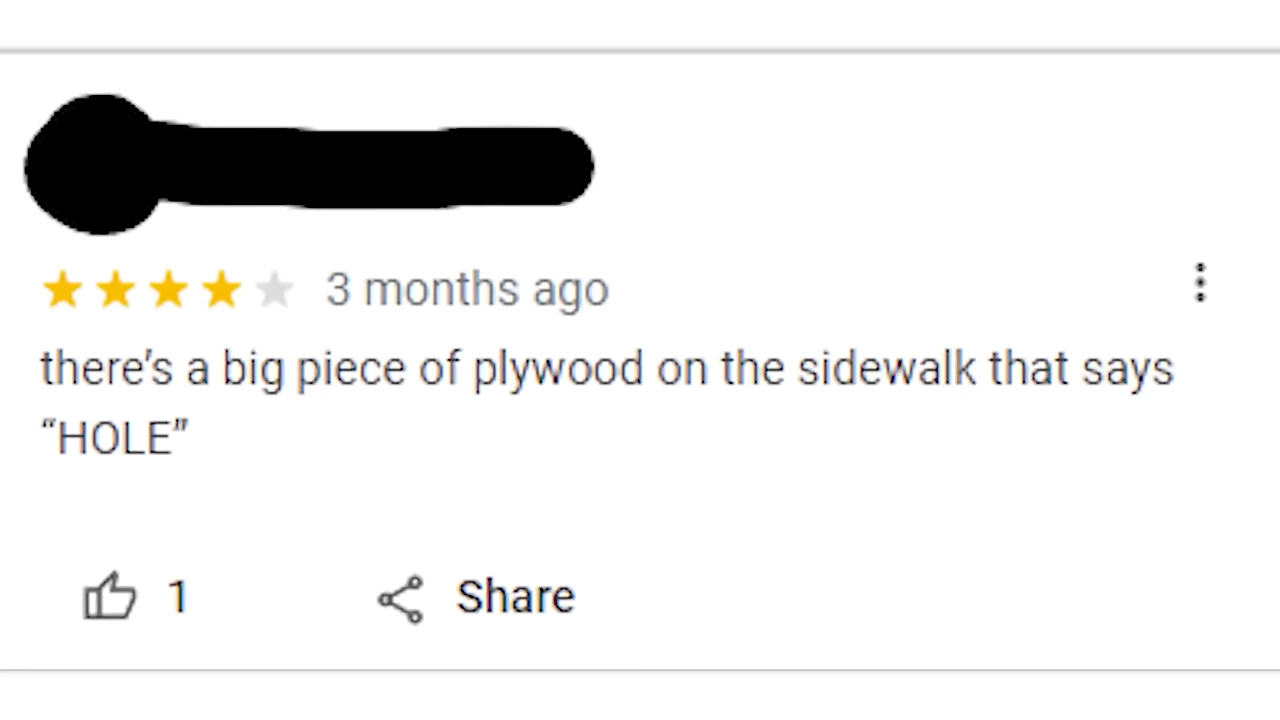 3 months ago
there’s a big piece of plywood on the sidewalk that says
“HOLE”
1
Share